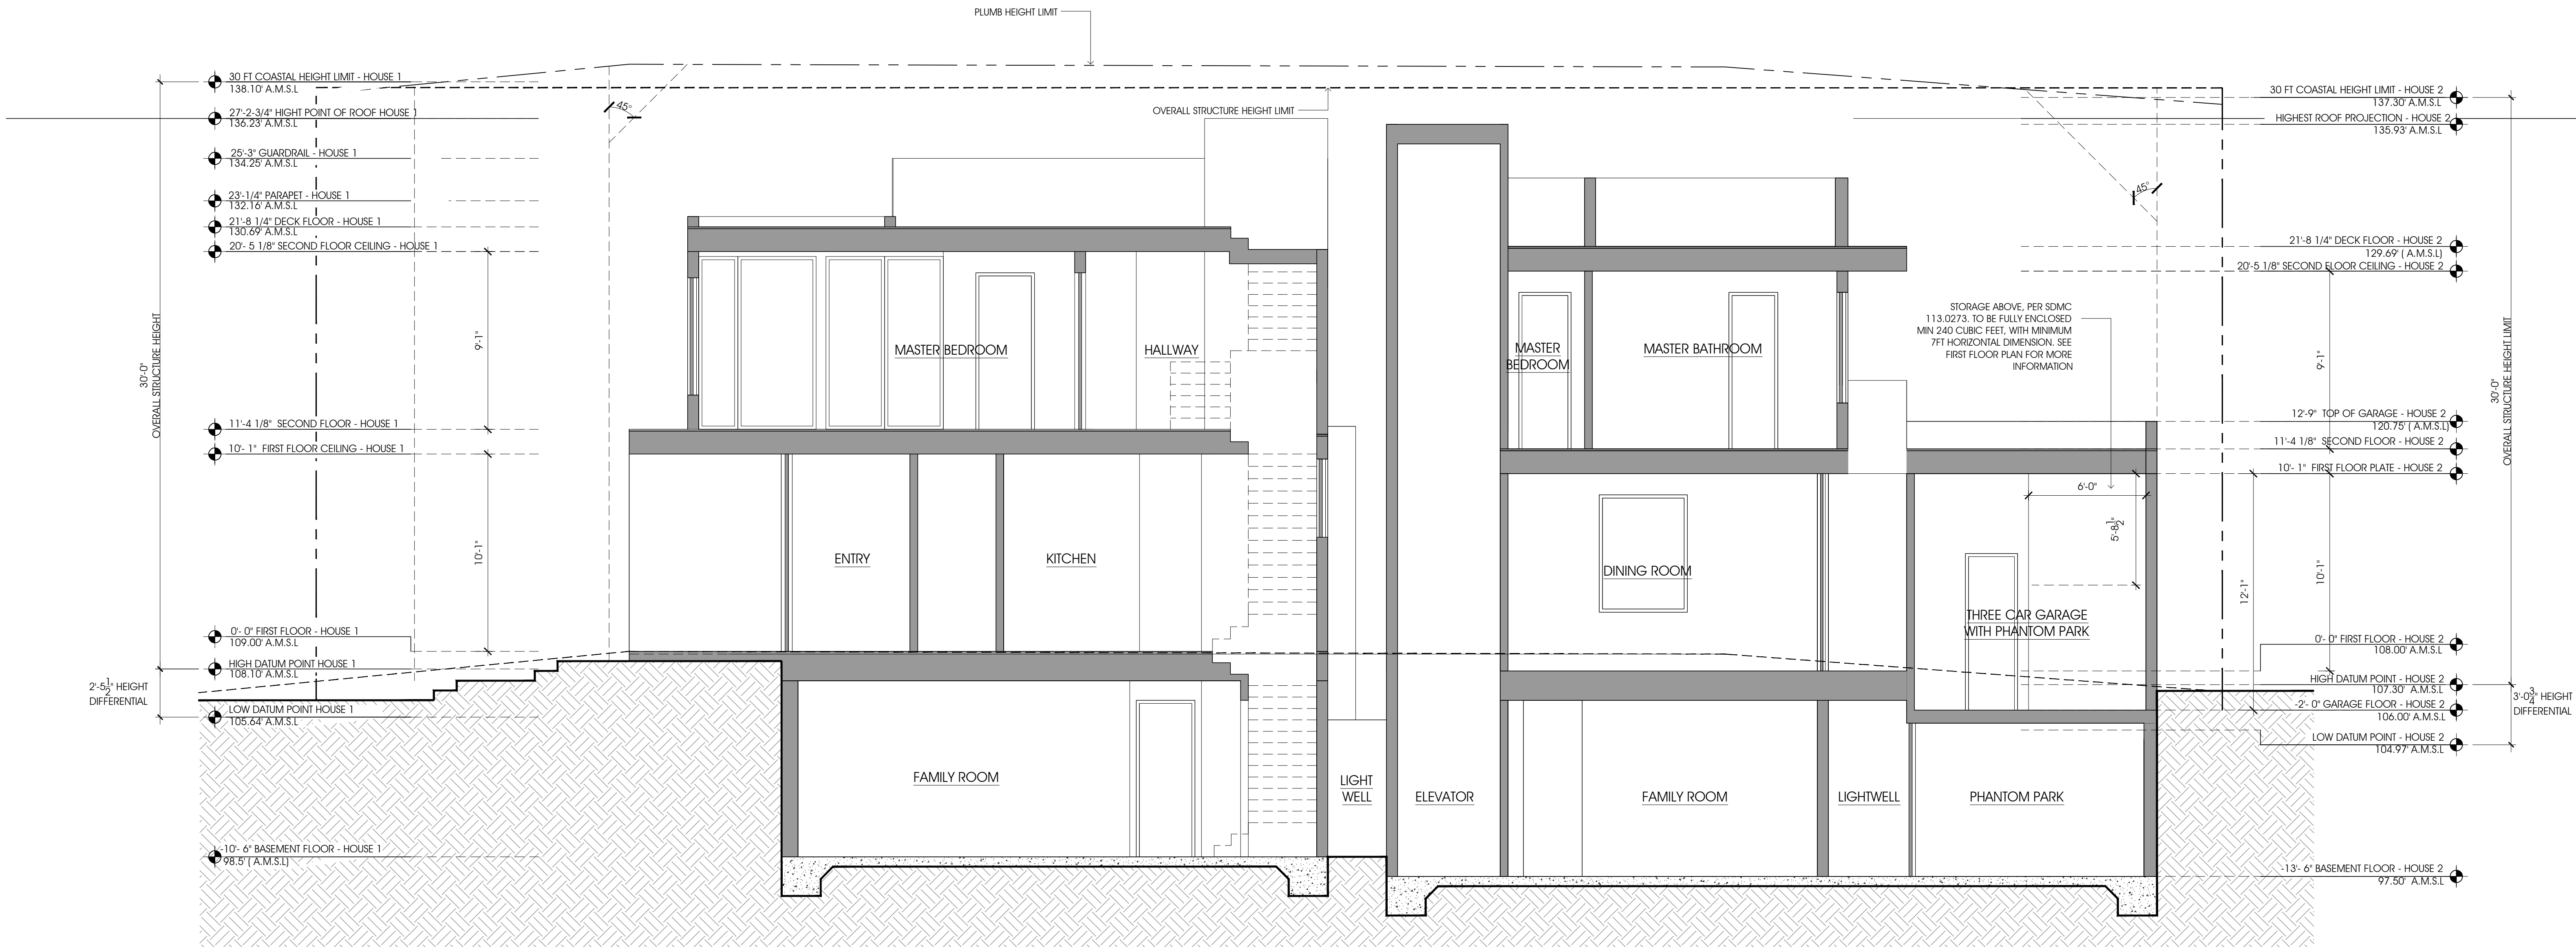 PLUMB HEIGHT LIMIT
OVERALL STRUCTURE HEIGHT LIMIT
30 FT COASTAL HEIGHT LIMIT - HOUSE 1
138.10' A.M.S.L
27'-2-3/4" HIGHT POINT OF ROOF HOUSE 1
136.23' A.M.S.L
25'-3" GUARDRAIL - HOUSE 1
134.25' A.M.S.L
23'-1/4" PARAPET - HOUSE 1
132.16' A.M.S.L
21'-8 1/4" DECK FLOOR - HOUSE 1
130.69' A.M.S.L
20'- 5 1/8" SECOND FLOOR CEILING - HOUSE 1
11'-4 1/8"  SECOND FLOOR - HOUSE 1
10'- 1"  FIRST FLOOR CEILING - HOUSE 1
0'- 0" FIRST FLOOR - HOUSE 1
109.00' A.M.S.L
HIGH DATUM POINT HOUSE 1
108.10' A.M.S.L
LOW DATUM POINT HOUSE 1
105.64' A.M.S.L
-10'- 6" BASEMENT FLOOR - HOUSE 1
98.5' ( A.M.S.L)
30'-0"
OVERALL STRUCTURE HEIGHT
2'-5 1/2" HEIGHT
DIFFERENTIAL
9'-1"
10'-1"
45°
MASTER BEDROOM
HALLWAY
ENTRY
KITCHEN
FAMILY ROOM
LIGHT
WELL
ELEVATOR
MASTER
BEDROOM
MASTER BATHROOM
DINING ROOM
THREE CAR GARAGE
WITH PHANTOM PARK
FAMILY ROOM
LIGHTWELL
PHANTOM PARK
STORAGE ABOVE, PER SDMC
113.0273. TO BE FULLY ENCLOSED
MIN 240 CUBIC FEET, WITH MINIMUM
7FT HORIZONTAL DIMENSION. SEE
FIRST FLOOR PLAN FOR MORE
INFORMATION
45°
6'-0"
5'-8 1/2"
12'-1"
9'-1"
10'-1"
30 FT COASTAL HEIGHT LIMIT - HOUSE 2
137.30' A.M.S.L
HIGHEST ROOF PROJECTION - HOUSE 2
135.93' A.M.S.L
21'-8 1/4" DECK FLOOR - HOUSE 2
129.69' ( A.M.S.L)
20'-5 1/8" SECOND FLOOR CEILING - HOUSE 2
12'-9"  TOP OF GARAGE - HOUSE 2
120.75' ( A.M.S.L)
11'-4 1/8"  SECOND FLOOR - HOUSE 2
10'- 1"  FIRST FLOOR PLATE - HOUSE 2
0'- 0" FIRST FLOOR - HOUSE 2
108.00' A.M.S.L
HIGH DATUM POINT - HOUSE 2
107.30'  A.M.S.L
-2'- 0" GARAGE FLOOR - HOUSE 2
106.00' A.M.S.L
LOW DATUM POINT - HOUSE 2
104.97' A.M.S.L
-13'- 6" BASEMENT FLOOR - HOUSE 2
97.50'  A.M.S.L
30'-0"
OVERALL STRUCTURE HEIGHT LIMIT
3'-0 3/4" HEIGHT
DIFFERENTIAL